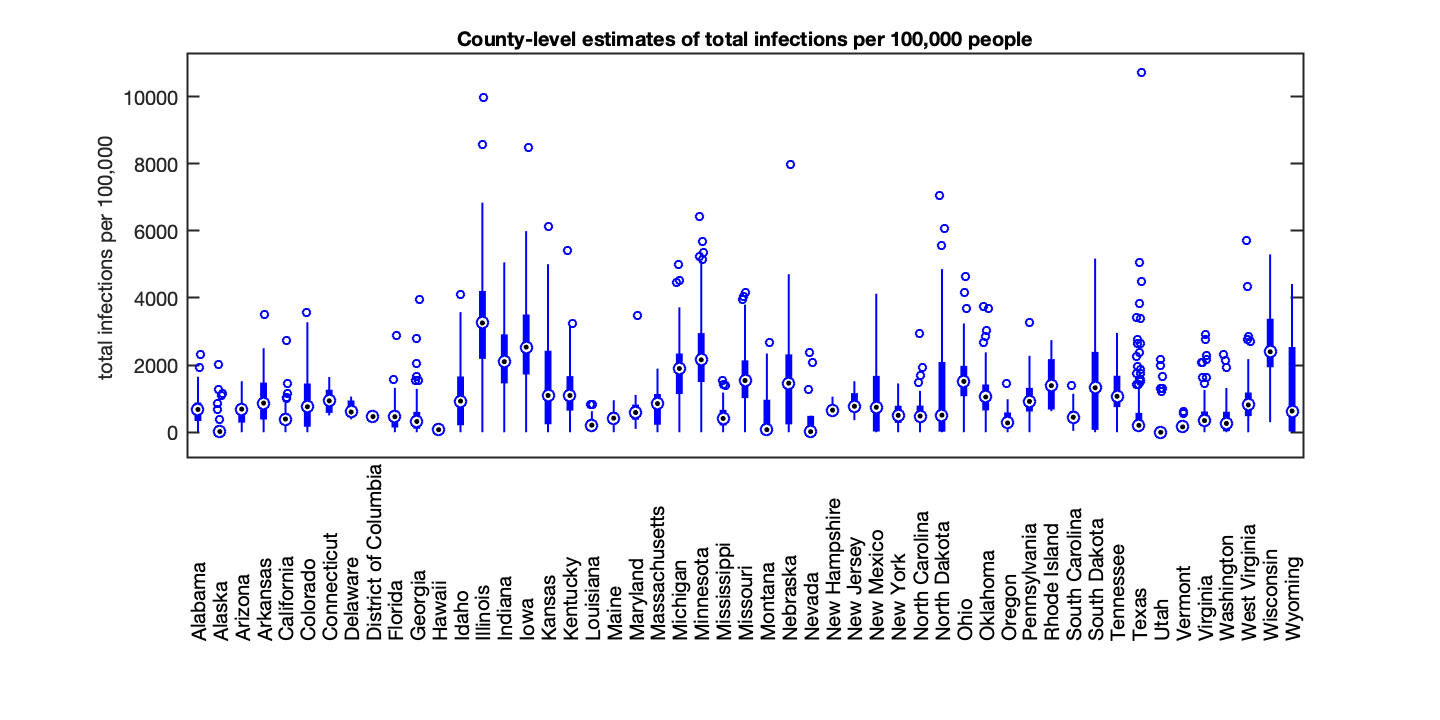 County-level estimates of total infections per 100,000 people
total infections per 100,000
10000
8000
6000
4000
2000
0
Alabama
Alaska
Arizona
Arkansas
California
Colorado
Connecticut
Delaware
District of Columbia
Florida
Georgia
Hawaii
Idaho
Illinois
Indiana
Iowa
Kansas
Kentucky
Louisiana
Maine
Maryland
Massachusetts
Michigan
Minnesota
Mississippi
Missouri
Montana
Nebraska
Nevada
New Hampshire
New Jersey
New Mexico
New York
North Carolina
North Dakota
Ohio
Oklahoma
Oregon
Pennsylvania
Rhode Island
South Carolina
South Dakota
Tennessee
Texas
Utah
Vermont
Virginia
Washington
West Virginia
Wisconsin
Wyoming